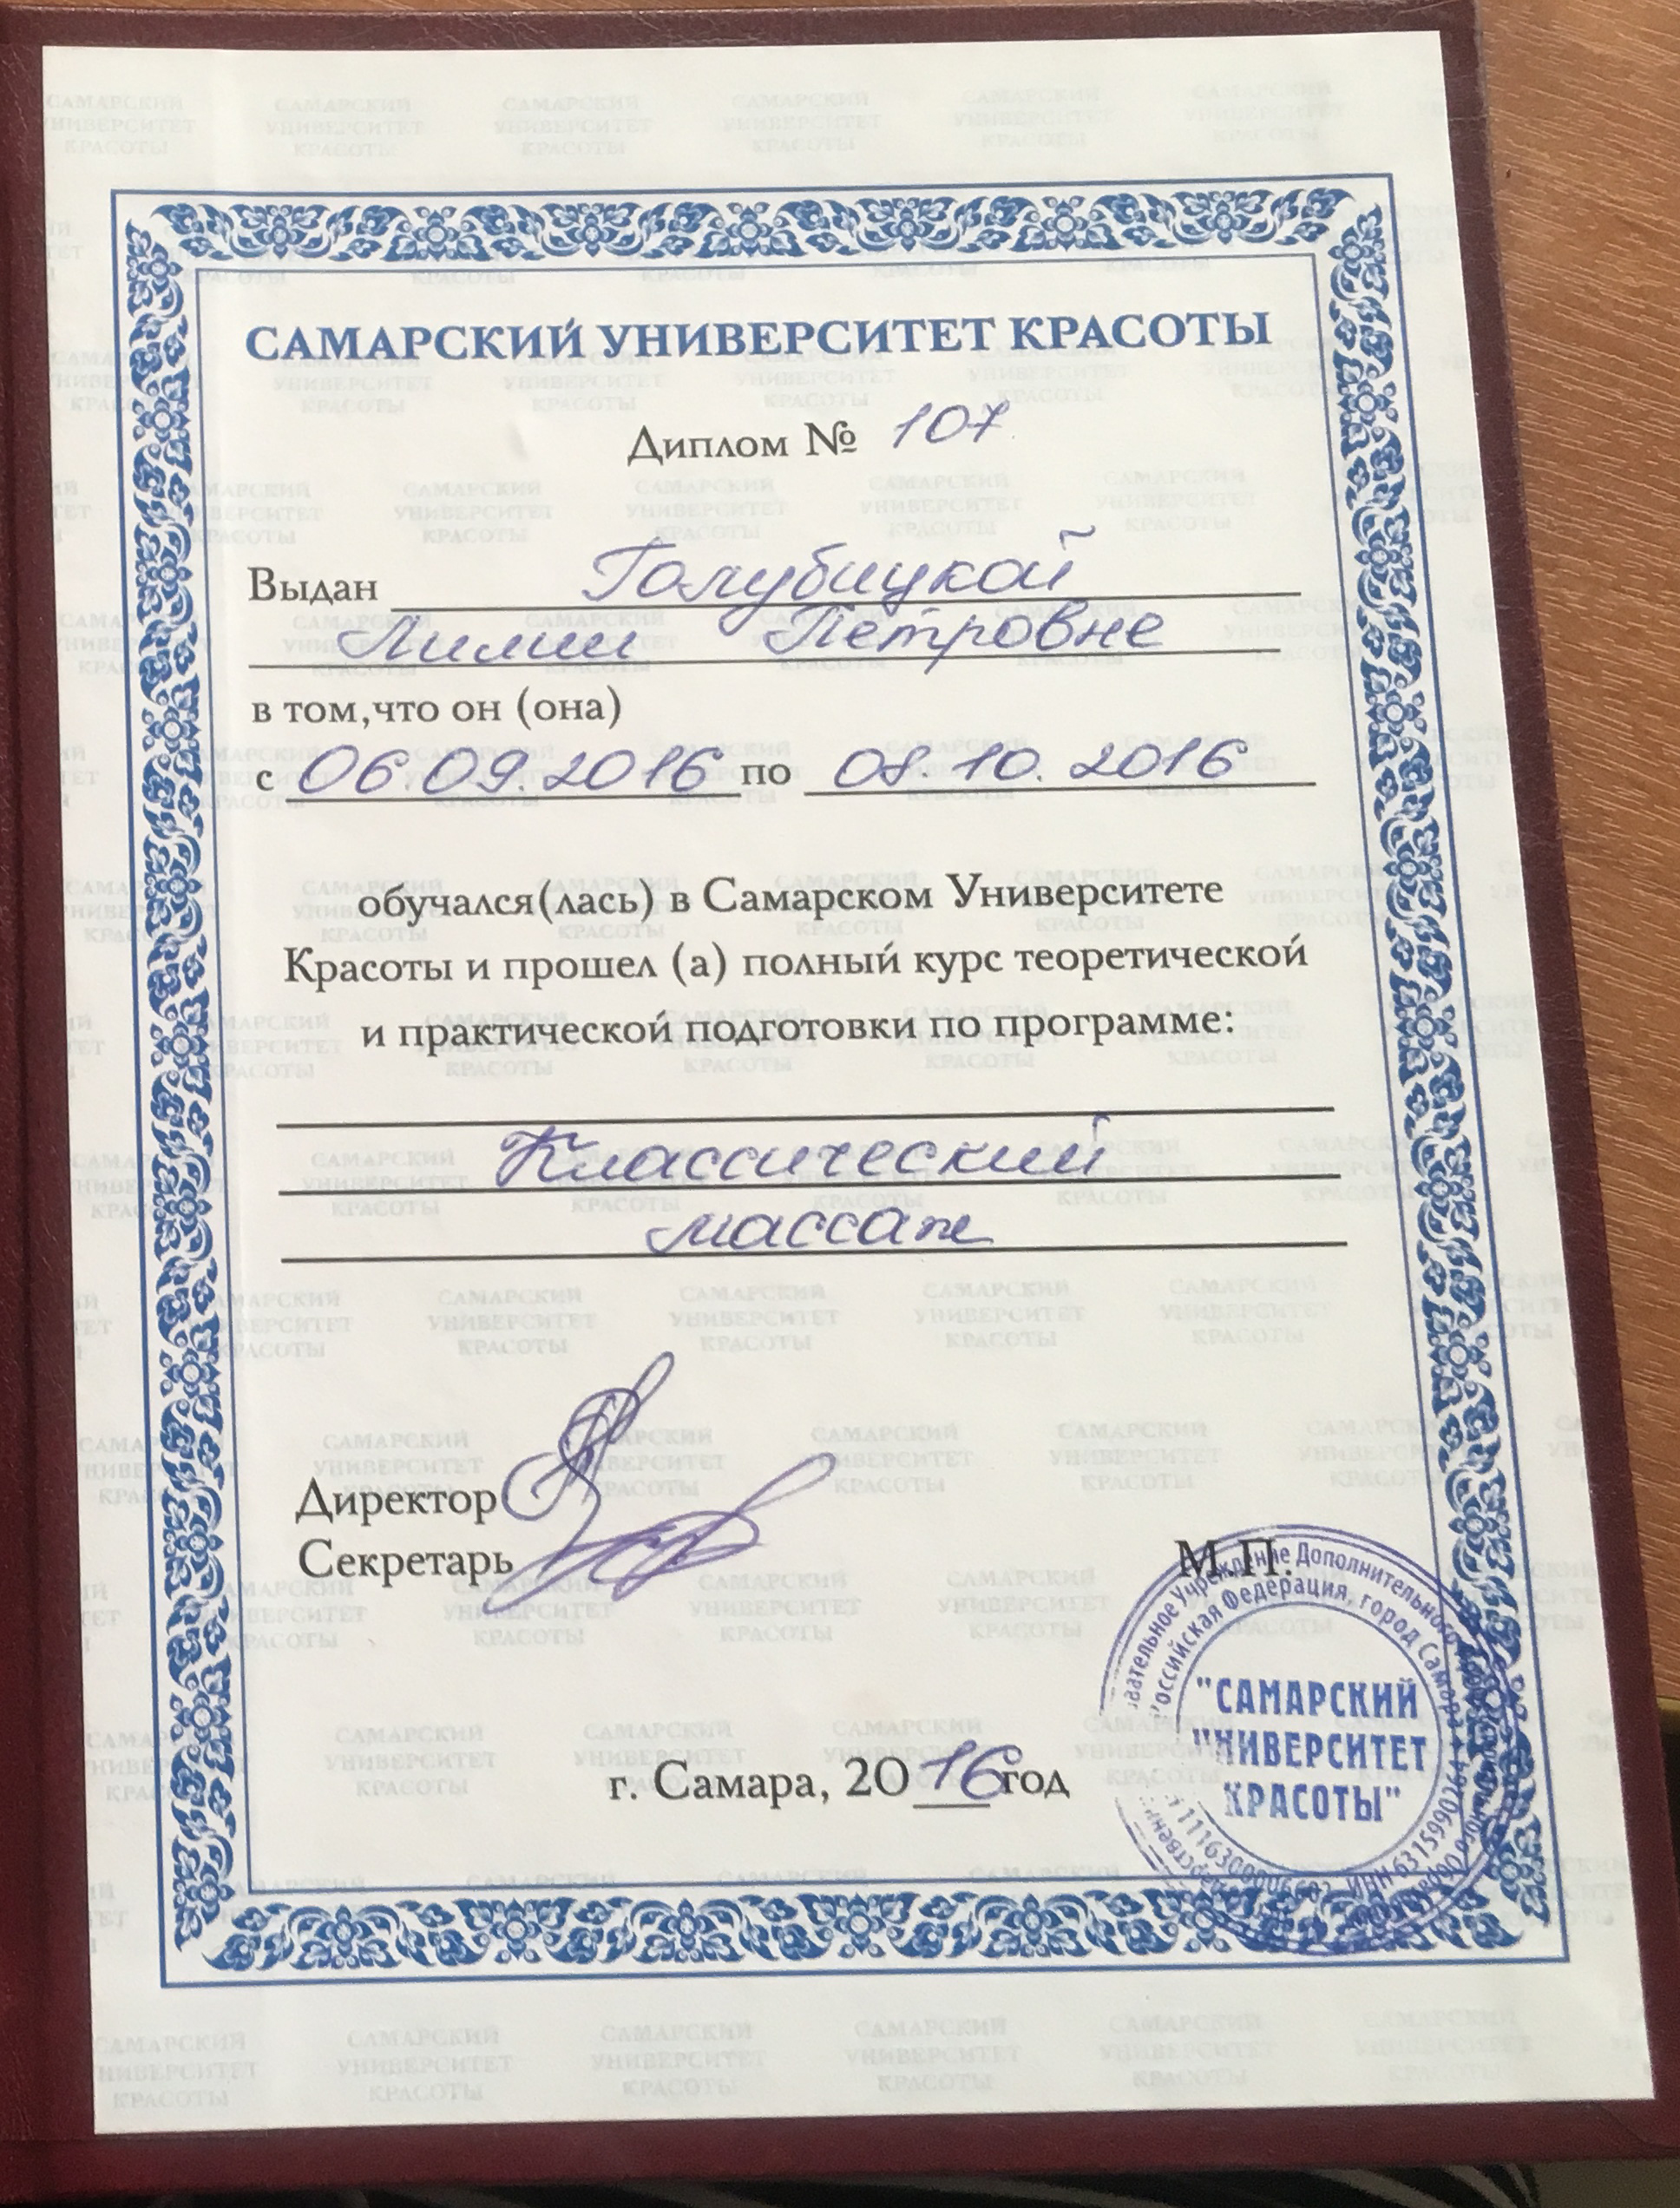 САМАРСКИЙ УНИВЕРСИТЕТ КРАСОТЫ
Диплом № 107
Выдан Голубицкой
Лилии Петровне
в том,что он (она)
с 06.09.2016 по 08.10.2016
обучался(лась) в Самарском Университете
Красоты и прошел (а) полный курс теоретической
и практической подготовки по программе:
Классический
массаж
Директор
Секретарь
М.П.
г. Самара, 2016 год
Учреждение Дополнительного
Российская Федерация, город Самара
"САМАРСКИЙ
УНИВЕРСИТЕТ
КРАСОТЫ"